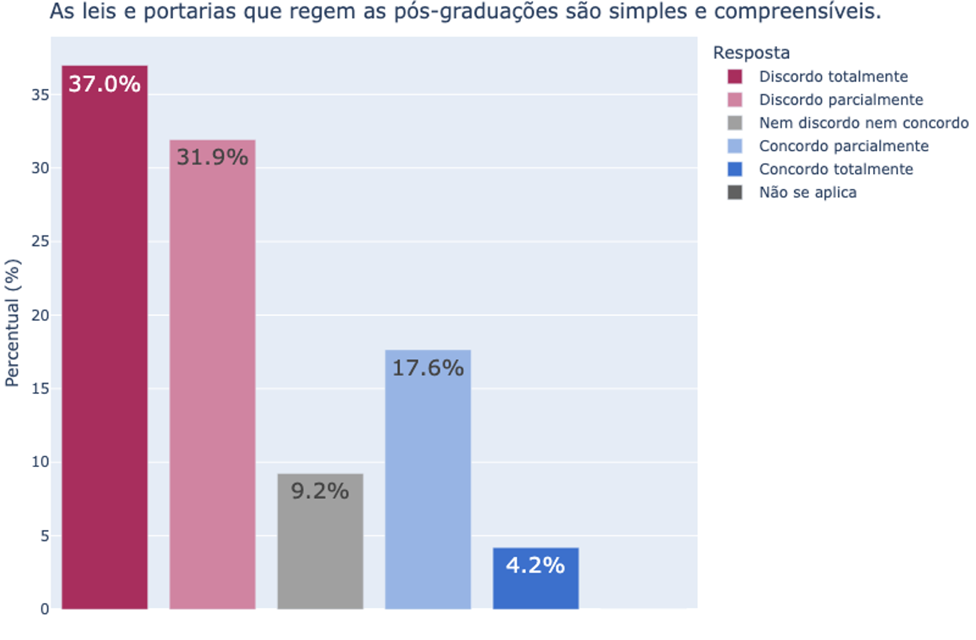 As leis e portarias que regem as pós-graduações são simples e compreensíveis.
Percentual (%)
35
30
25
20
15
10
5
0
37.0%
31.9%
9.2%
17.6%
4.2%
Resposta
Discordo totalmente
Discordo parcialmente
Nem discordo nem concordo
Concordo parcialmente
Concordo totalmente
Não se aplica